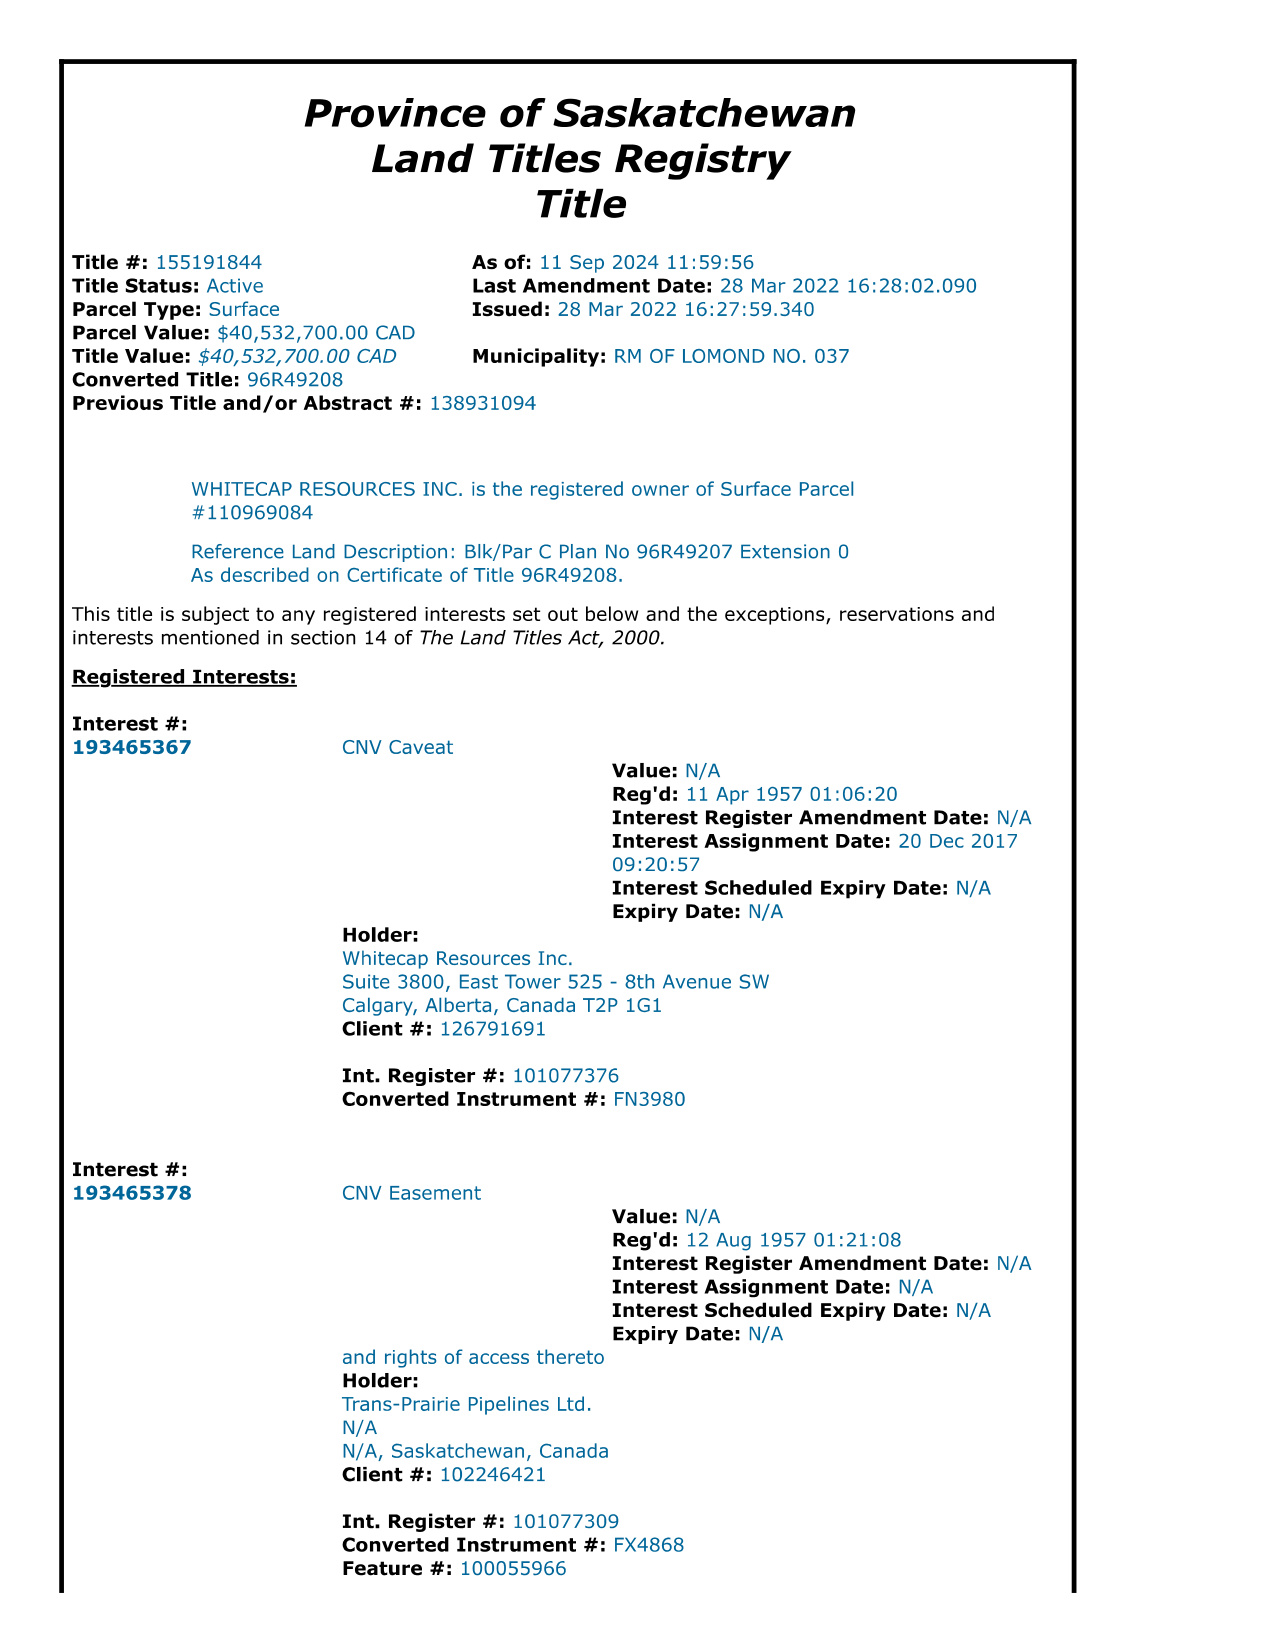 Province of Saskatchewan
Land Titles Registry
Title
Title #: 155191844
As of: 11 Sep 2024 11:59:56
Title Status: Active
Last Amendment Date: 28 Mar 2022 16:28:02.090
Parcel Type: Surface
Issued: 28 Mar 2022 16:27:59.340
Parcel Value: $40,532,700.00 CAD
Title Value: $40,532,700.00 CAD
Municipality: RM OF LOMOND NO. 037
Converted Title: 96R49208
Previous Title and/or Abstract #: 138931094
WHITECAP RESOURCES INC. is the registered owner of Surface Parcel
#110969084
Reference Land Description: Blk/Par C Plan No 96R49207 Extension 0
As described on Certificate of Title 96R49208.
This title is subject to any registered interests set out below and the exceptions, reservations and
interests mentioned in section 14 of The Land Titles Act, 2000.
Registered Interests:
Interest #:
193465367
CNV Caveat
Value: N/A
Reg'd: 11 Apr 1957 01:06:20
Interest Register Amendment Date: N/A
Interest Assignment Date: 20 Dec 2017
09:20:57
Interest Scheduled Expiry Date: N/A
Expiry Date: N/A
Holder:
Whitecap Resources Inc.
Suite 3800, East Tower 525 - 8th Avenue SW
Calgary, Alberta, Canada T2P 1G1
Client #: 126791691
Int. Register #: 101077376
Converted Instrument #: FN3980
Interest #:
193465378
CNV Easement
Value: N/A
Reg'd: 12 Aug 1957 01:21:08
Interest Register Amendment Date: N/A
Interest Assignment Date: N/A
Interest Scheduled Expiry Date: N/A
Expiry Date: N/A
and rights of access thereto
Holder:
Trans-Prairie Pipelines Ltd.
N/A
N/A, Saskatchewan, Canada
Client #: 102246421
Int. Register #: 101077309
Converted Instrument #: FX4868
Feature #: 100055966